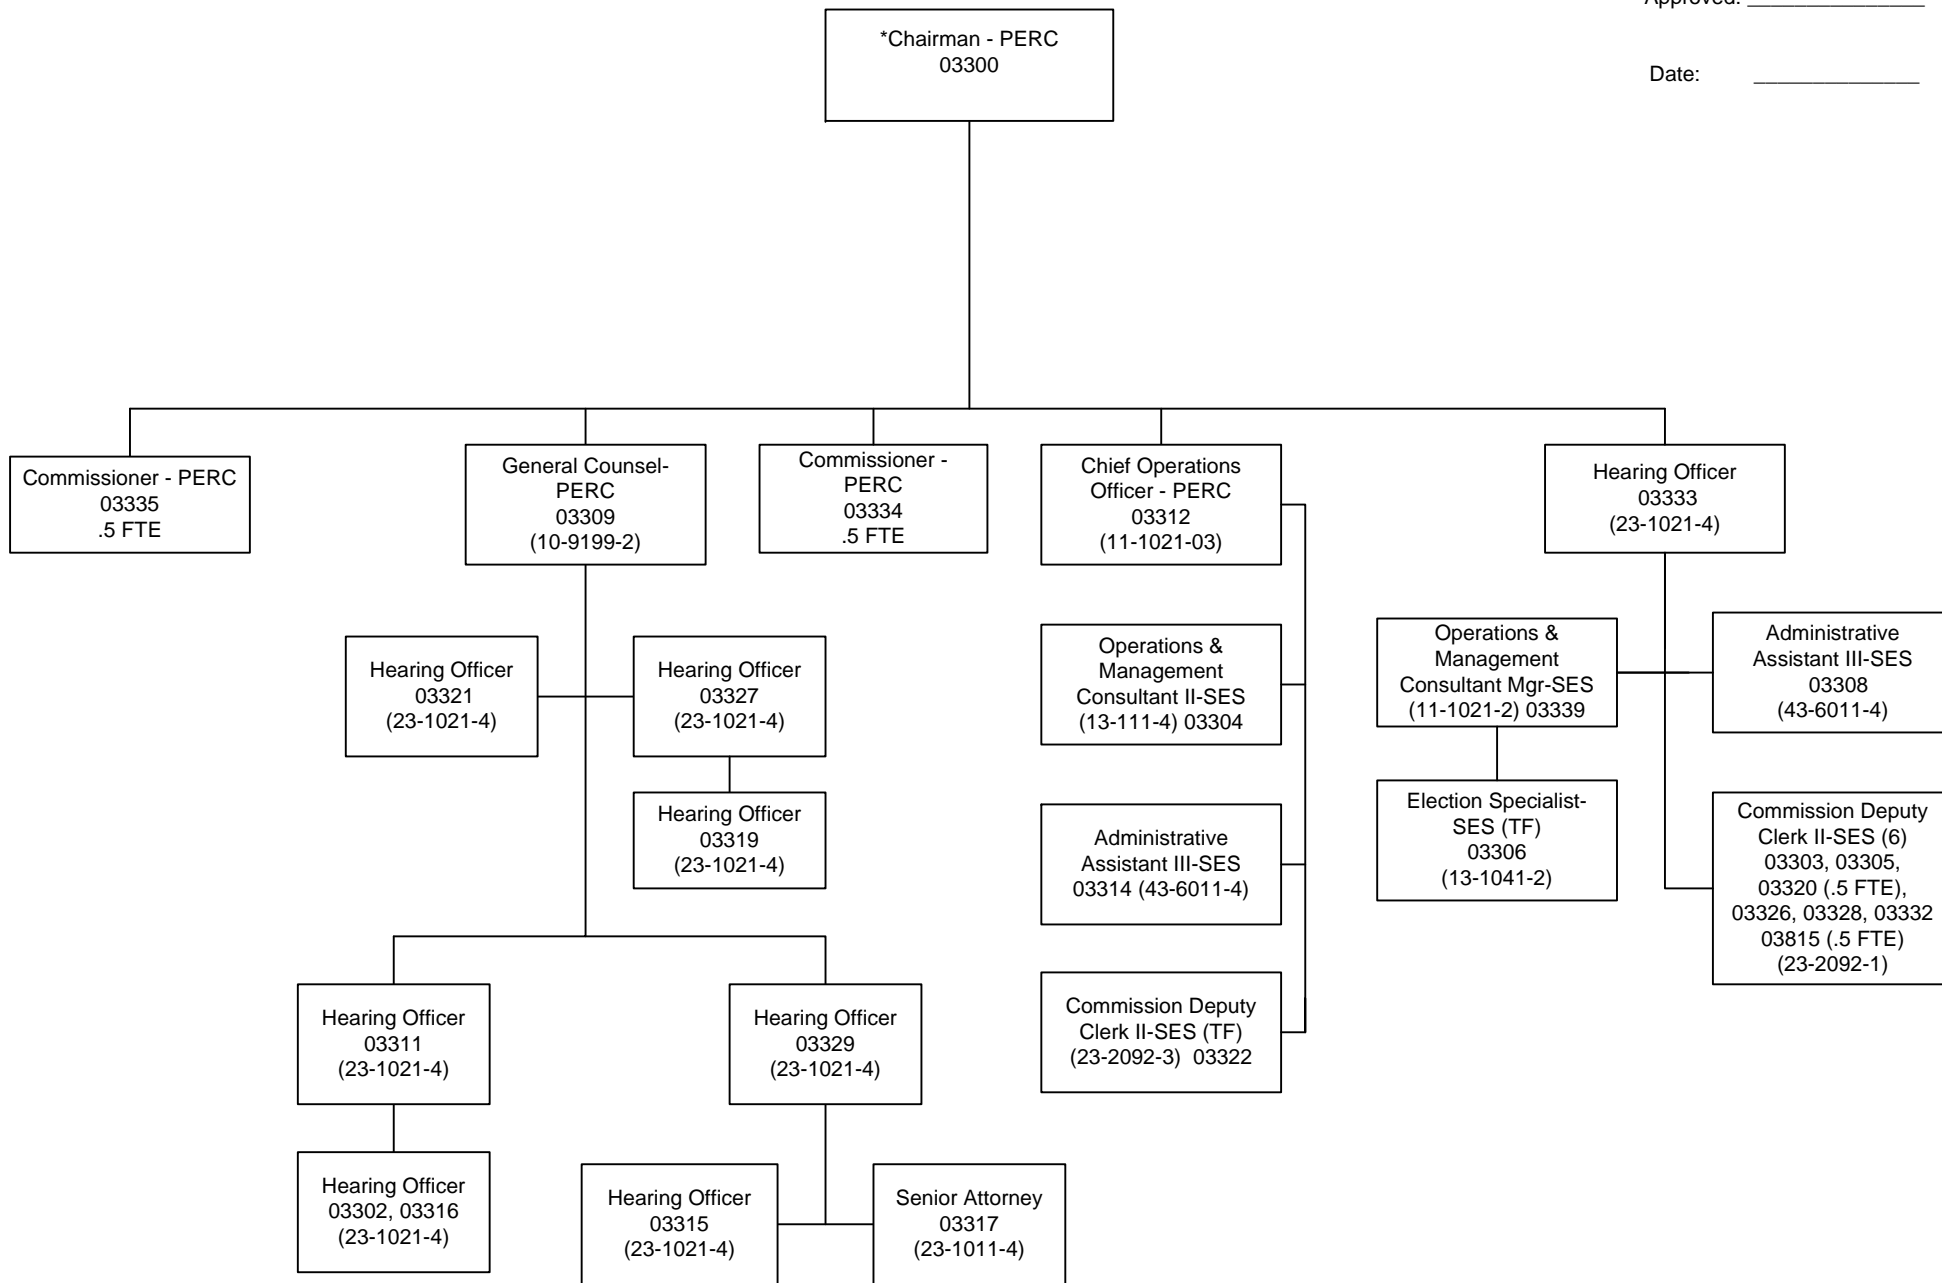 Approved: _______________
*Chairman - PERC
03300
Date: ______________
Commissioner - PERC
03335
.5 FTE
General Counsel-
PERC
03309
(10-9199-2)
Commissioner -
PERC
03334
.5 FTE
Chief Operations
Officer - PERC
03312
(11-1021-03)
Hearing Officer
03333
(23-1021-4)
Hearing Officer
03321
(23-1021-4)
Hearing Officer
03327
(23-1021-4)
Hearing Officer
03319
(23-1021-4)
Operations &
Management
Consultant II-SES
(13-111-4) 03304
Operations &
Management
Consultant Mgr-SES
(11-1021-2) 03339
Administrative
Assistant III-SES
03308
(43-6011-4)
Administrative
Assistant III-SES
03314 (43-6011-4)
Election Specialist-
SES (TF)
03306
(13-1041-2)
Commission Deputy
Clerk II-SES (6)
03303, 03305,
03320 (.5 FTE),
03326, 03328, 03332
03815 (.5 FTE)
(23-2092-1)
Commission Deputy
Clerk II-SES (TF)
(23-2092-3) 03322
Hearing Officer
03311
(23-1021-4)
Hearing Officer
03329
(23-1021-4)
Hearing Officer
03302, 03316
(23-1021-4)
Hearing Officer
03315
(23-1021-4)
Senior Attorney
03317
(23-1011-4)